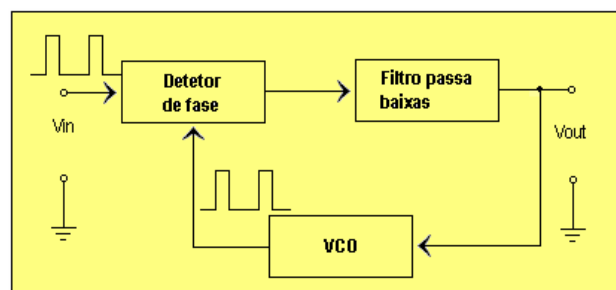 Detetor
de fase
Filtro passa
baixas
Vin
Vout
VCO